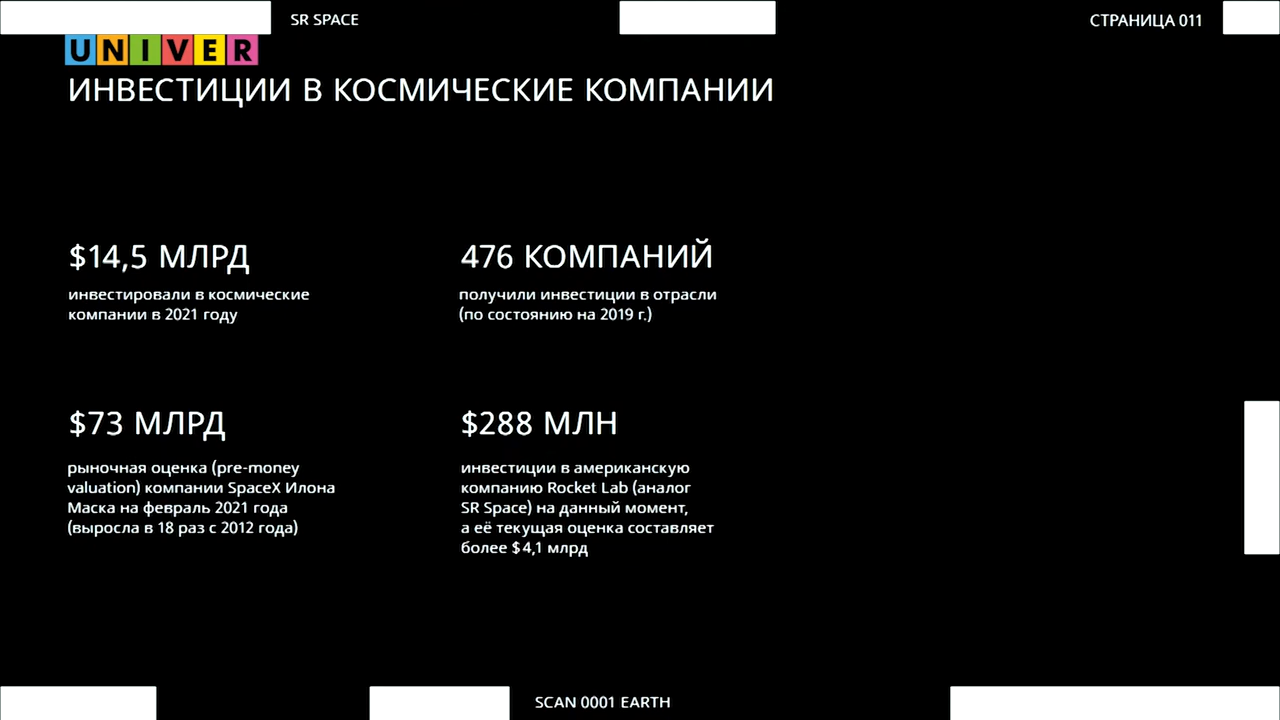 SR SPACE
СТРАНИЦА 011
UNIVER
ИНВЕСТИЦИИ В КОСМИЧЕСКИЕ КОМПАНИИ
$14,5 МЛРД
инвестировали в космические
компании в 2021 году
476 КОМПАНИЙ
получили инвестиции в отрасли
(по состоянию на 2019 г.)
$73 МЛРД
рыночная оценка (pre-money
valuation) компании SpaceX Илона
Маска на февраль 2021 года
(выросла в 18 раз с 2012 года)
$288 МЛН
инвестиции в американскую
компанию Rocket Lab (аналог
SR Space) на данный момент,
а её текущая оценка составляет
более $4,1 млрд
SCAN 0001 EARTH